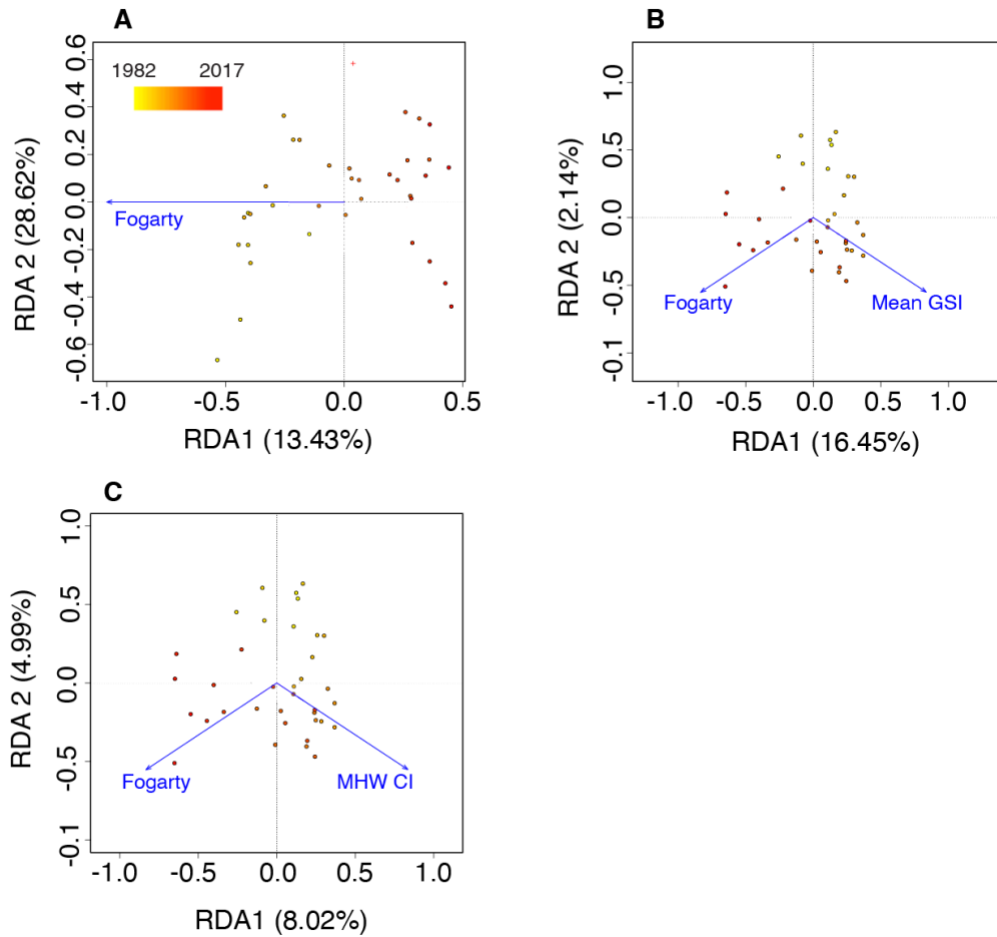 A
1982 2017
0.6
0.4
0.2
0.0
-0.2
-0.4
-0.6
RDA 2 (28.62%)
Fogarty
-1.0 -0.5 0.0 0.5
RDA1 (13.43%)
B
1.0
0.5
0.0
-0.5
-0.1
RDA 2 (2.14%)
Fogarty Mean GSI
-1.0 -0.5 0.0 0.5 1.0
RDA1 (16.45%)
C
1.0
0.5
0.0
-0.5
-0.1
RDA 2 (4.99%)
Fogarty MHW CI
-1.0 -0.5 0.0 0.5 1.0
RDA1 (8.02%)